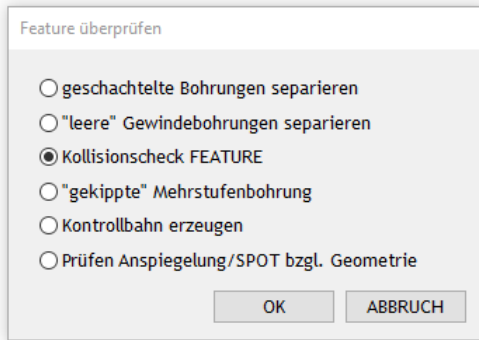 Feature überprüfen
geschachtelte Bohrungen separieren
"leere" Gewindebohrungen separieren
Kollisionscheck FEATURE
"gekippte" Mehrstufenbohrung
Kontrollbahn erzeugen
Prüfen Anspiegelung/SPOT bzgl. Geometrie
OK ABBRUCH